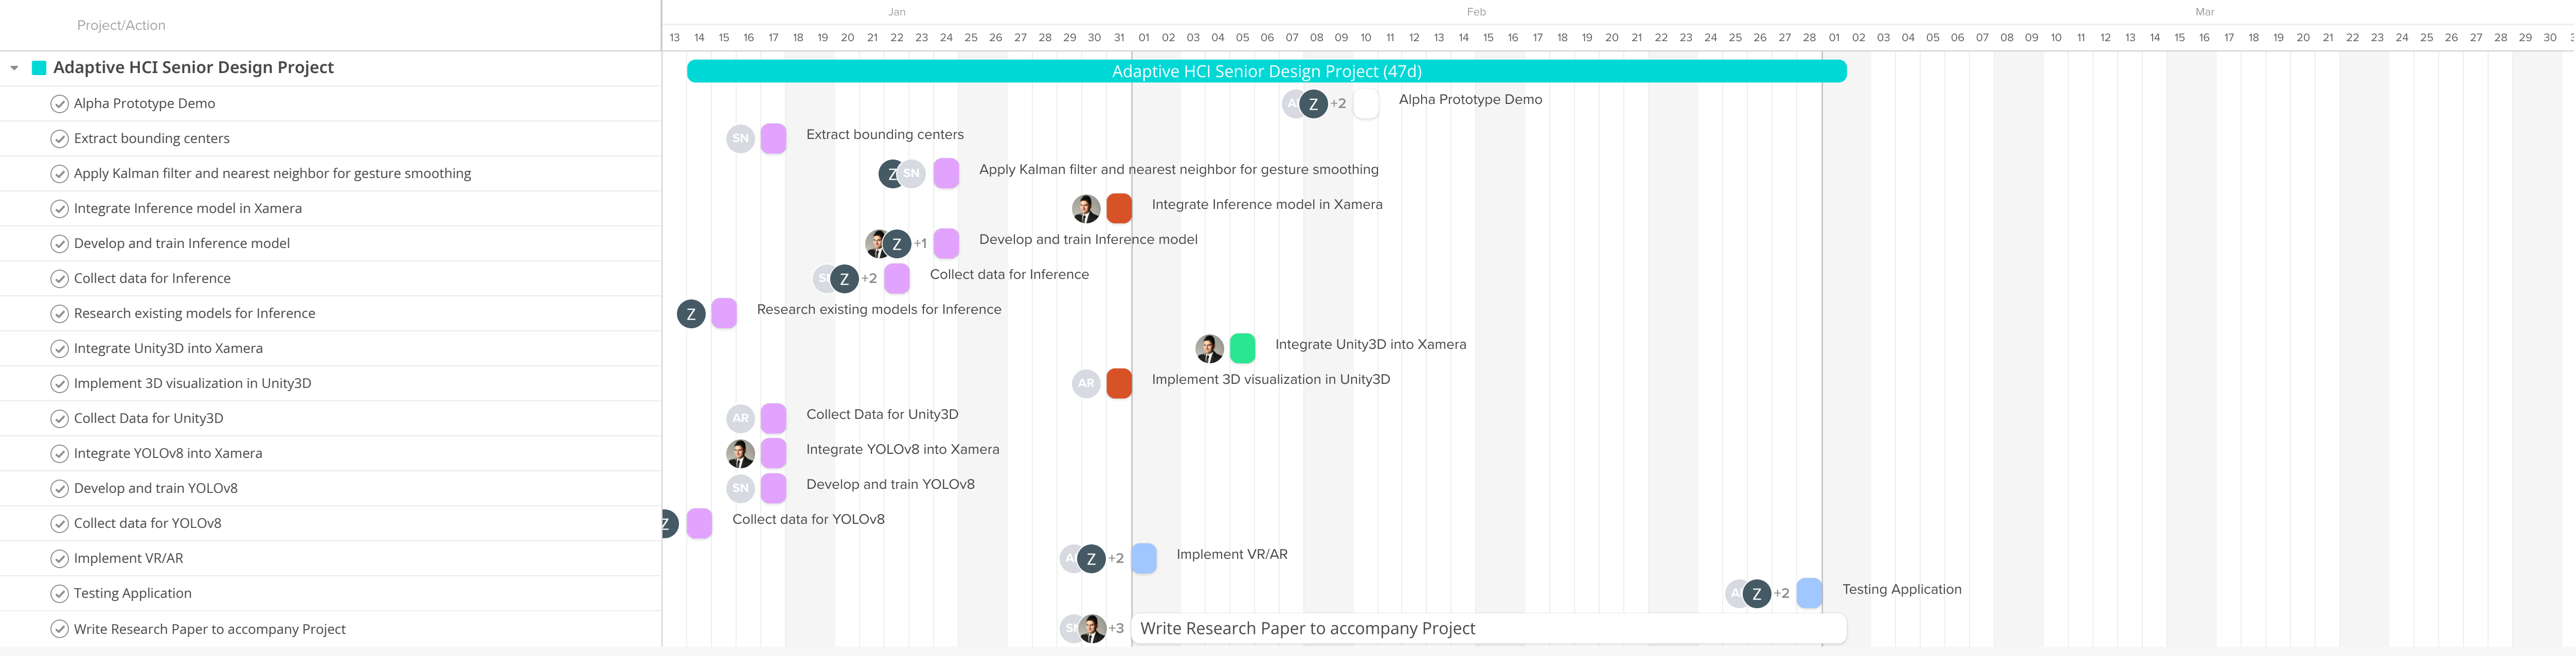 Project/Action
Jan Feb Mar
13 14 15 16 17 18 19 20 21 22 23 24 25 26 27 28 29 30 31 01 02 03 04 05 06 07 08 09 10 11 12 13 14 15 16 17 18 19 20 21 22 23 24 25 26 27 28 01 02 03 04 05 06 07 08 09 10 11 12 13 14 15 16 17 18 19 20 21 22 23 24 25 26 27 28 29 30
Adaptive HCI Senior Design Project
Adaptive HCI Senior Design Project (47d)
Alpha Prototype Demo
Z +2 Alpha Prototype Demo
Extract bounding centers
SN Extract bounding centers
Apply Kalman filter and nearest neighbor for gesture smoothing
Z SN Apply Kalman filter and nearest neighbor for gesture smoothing
Integrate Inference model in Xamera
Integrate Inference model in Xamera
Develop and train Inference model
Z +1 Develop and train Inference model
Collect data for Inference
Z +2 Collect data for Inference
Research existing models for Inference
Z Research existing models for Inference
Integrate Unity3D into Xamera
Integrate Unity3D into Xamera
Implement 3D visualization in Unity3D
AR Implement 3D visualization in Unity3D
Collect Data for Unity3D
AR Collect Data for Unity3D
Integrate YOLOv8 into Xamera
Integrate YOLOv8 into Xamera
Develop and train YOLOv8
SN Develop and train YOLOv8
Collect data for YOLOv8
Z Collect data for YOLOv8
Implement VR/AR
Z +2 Implement VR/AR
Testing Application
Z +2 Testing Application
Write Research Paper to accompany Project
+3 Write Research Paper to accompany Project